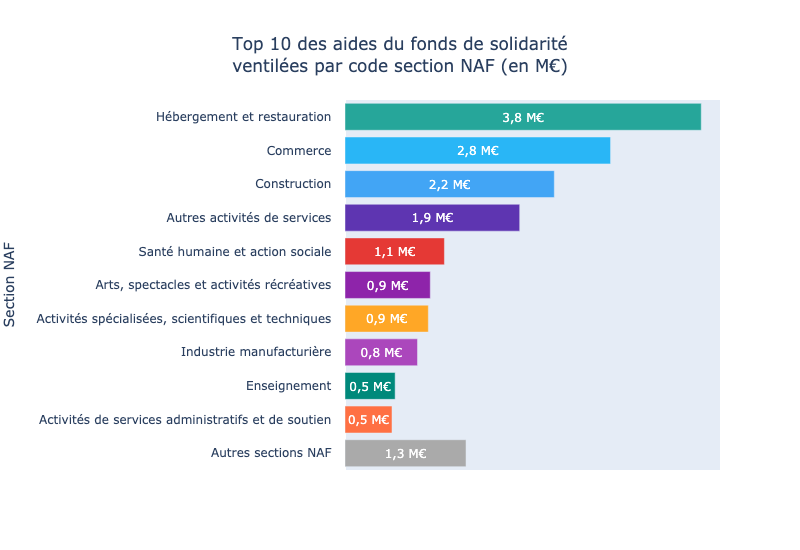 Top 10 des aides du fonds de solidarité
ventilées par code section NAF (en M€)
Section NAF
Hébergement et restauration 3,8 M€
Commerce 2,8 M€
Construction 2,2 M€
Autres activités de services 1,9 M€
Santé humaine et action sociale 1,1 M€
Arts, spectacles et activités récréatives 0,9 M€
Activités spécialisées, scientifiques et techniques 0,9 M€
Industrie manufacturière 0,8 M€
Enseignement 0,5 M€
Activités de services administratifs et de soutien 0,5 M€
Autres sections NAF 1,3 M€